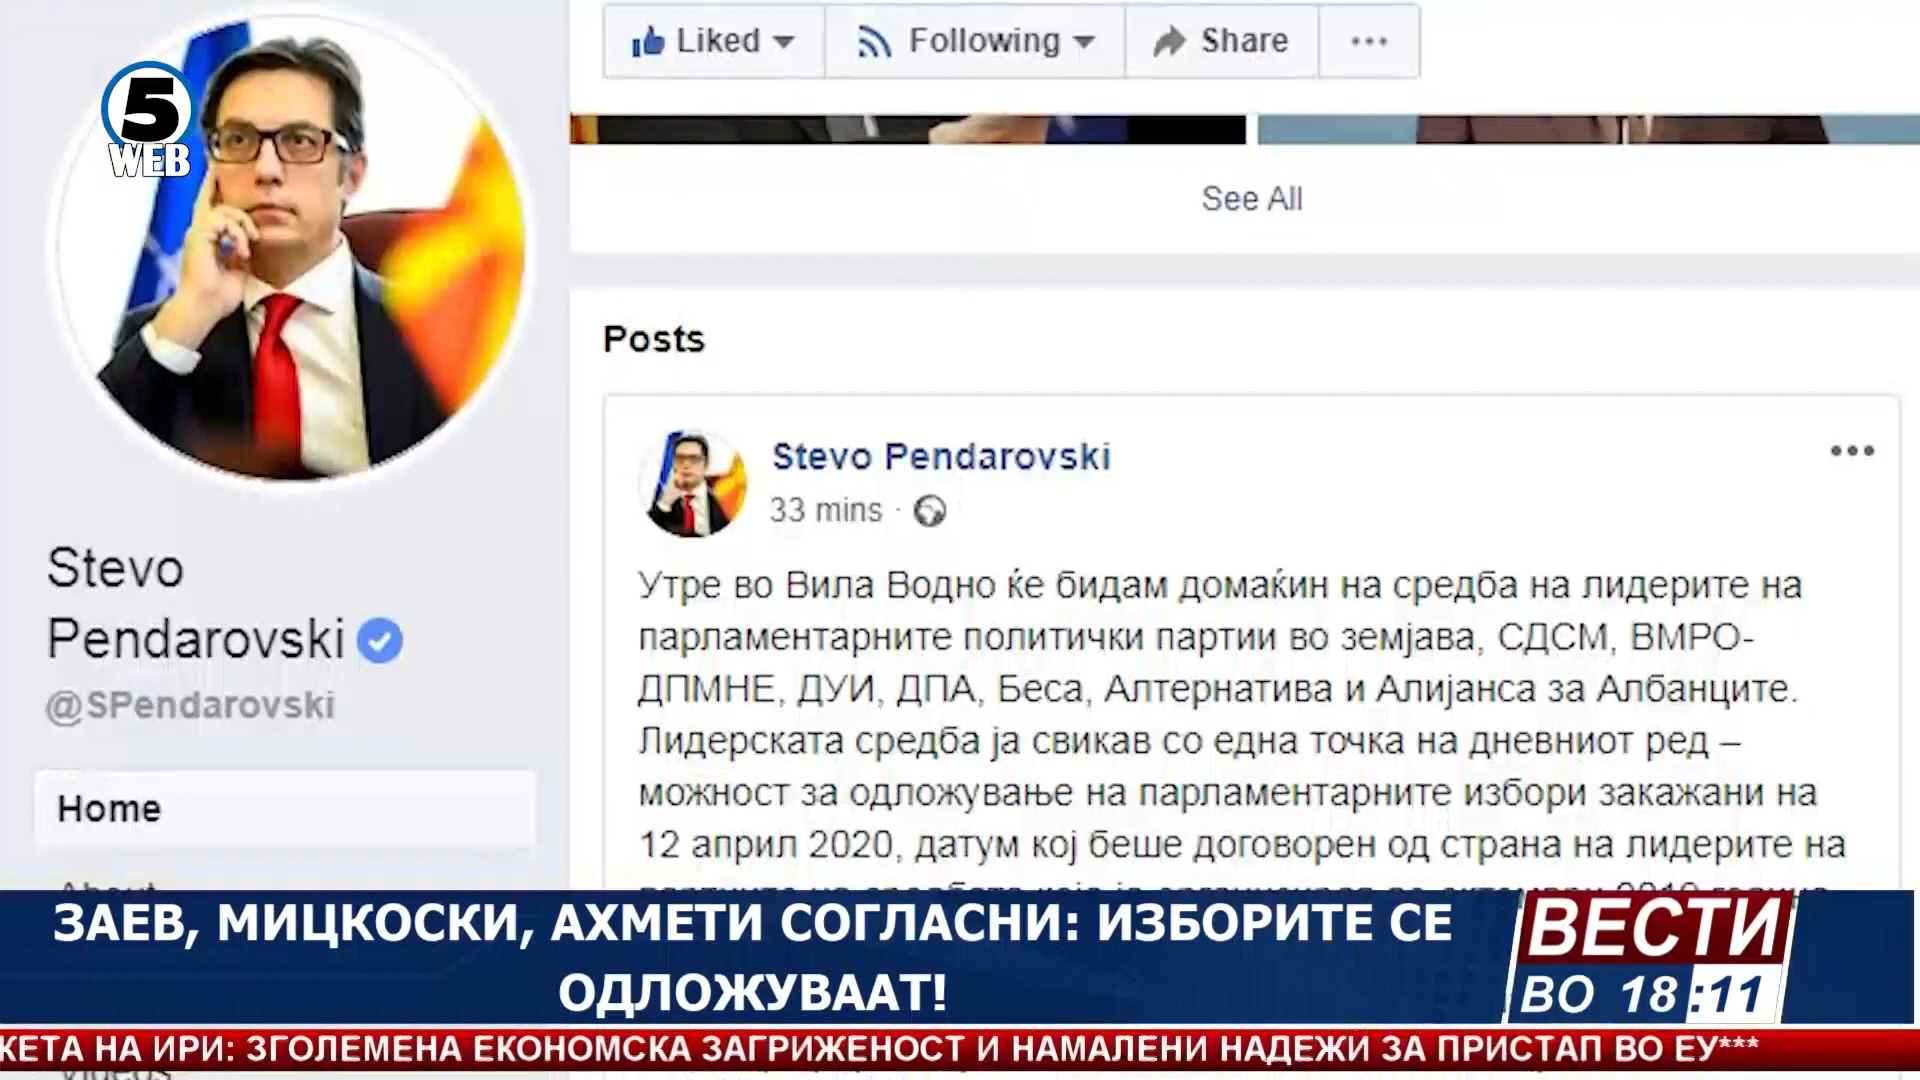 5
WEB
Liked
Following
Share
See All
Posts
Stevo Pendarovski
33 mins ·
Stevo
Pendarovski
@SPendarovski
Home
Утре во Вила Водно ќе бидам домаќин на средба на лидерите на
парламентарните политички партии во земјава, СДСМ, ВМРО-
ДПМНЕ, ДУИ, ДПА, Беса, Алтернатива и Алијанса за Албанците.
Лидерската средба ја свикав со една точка на дневниот ред –
можност за одложување на парламентарните избори закажани на
12 април 2020, датум кој беше договорен од страна на лидерите на
ЗАЕВ, МИЦКОСКИ, АХМЕТИ СОГЛАСНИ: ИЗБОРИТЕ СЕ
ОДЛОЖУВААТ!
ВЕСТИ
ВО 18:11
КЕТА НА ИРИ: ЗГОЛЕМЕНА ЕКОНОМСКА ЗАГРИЖЕНОСТ И НАМАЛЕНИ НАДЕЖИ ЗА ПРИСТАП ВО ЕУ***